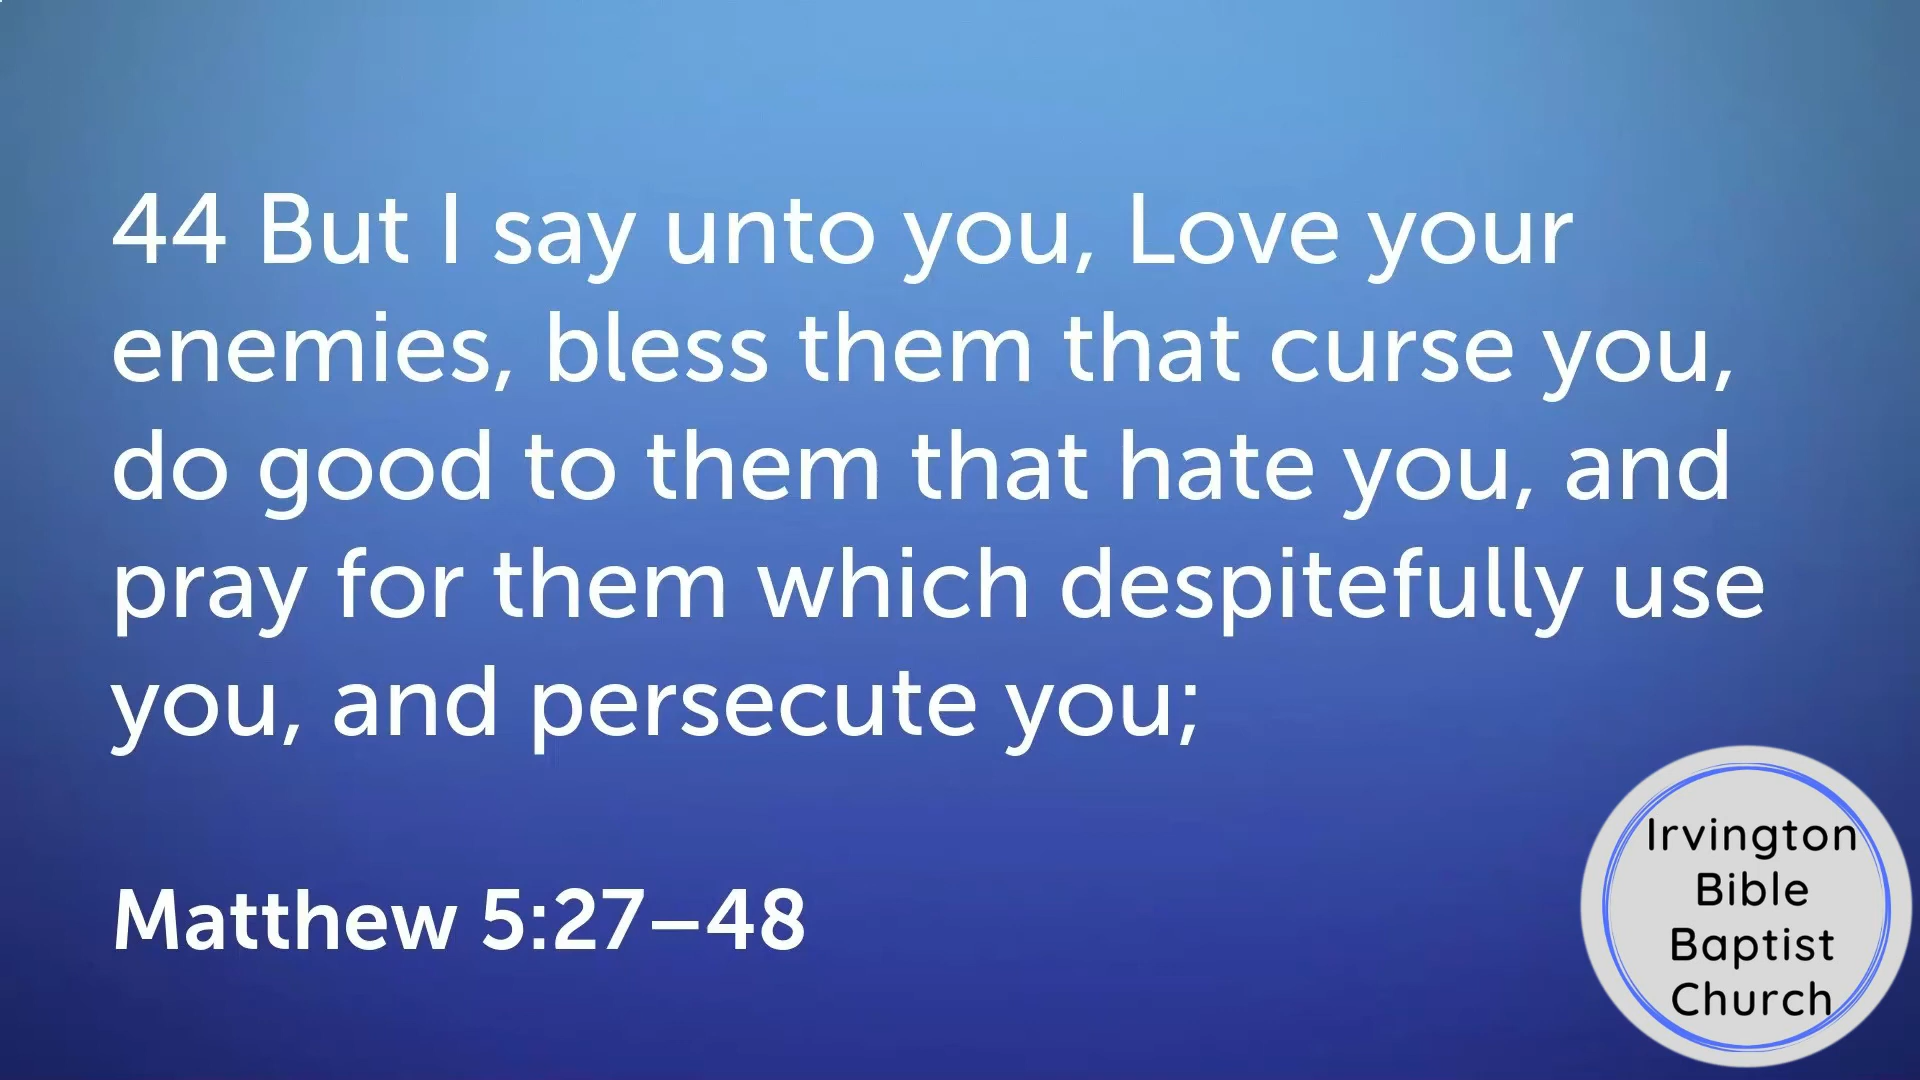 44 But I say unto you, Love your
enemies, bless them that curse you,
do good to them that hate you, and
pray for them which despitefully use
you, and persecute you;
Matthew 5:27–48
Irvington
Bible
Baptist
Church